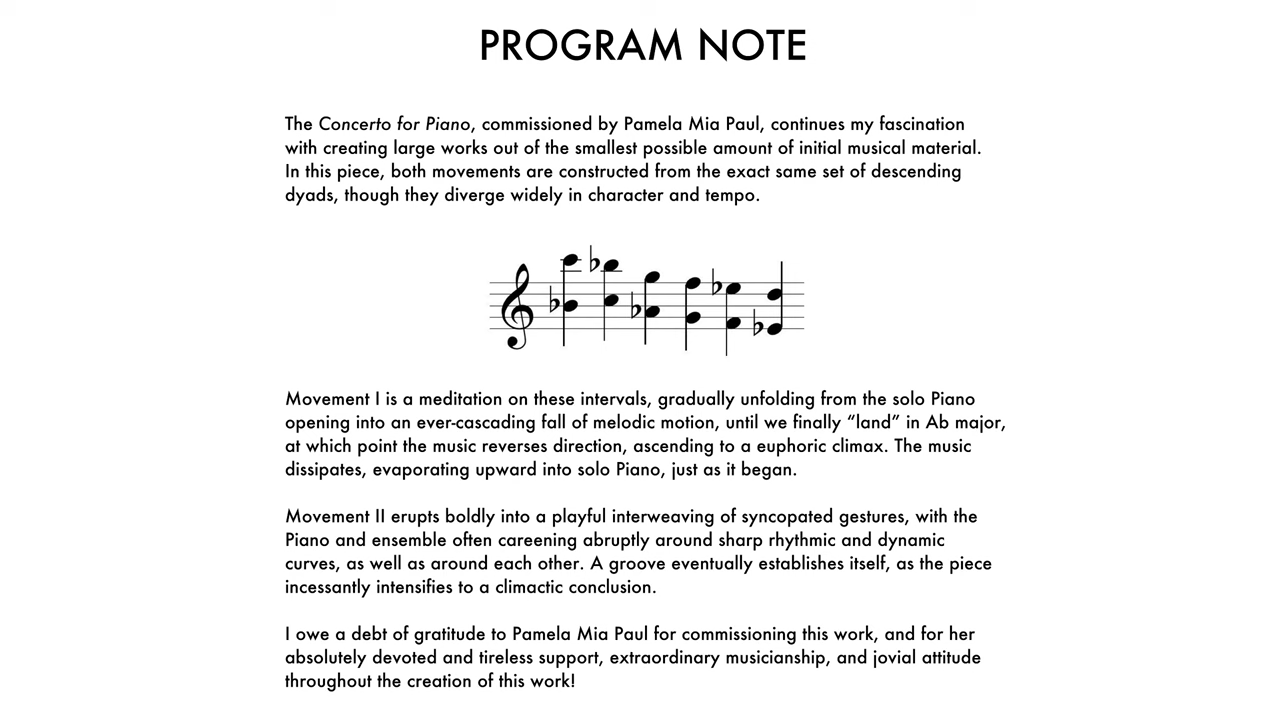 PROGRAM NOTE
The Concerto for Piano, commissioned by Pamela Mia Paul, continues my fascination
with creating large works out of the smallest possible amount of initial musical material.
In this piece, both movements are constructed from the exact same set of descending
dyads, though they diverge widely in character and tempo.
Movement I is a meditation on these intervals, gradually unfolding from the solo Piano
opening into an ever-cascading fall of melodic motion, until we finally “land” in Ab major,
at which point the music reverses direction, ascending to a euphoric climax. The music
dissipates, evaporating upward into solo Piano, just as it began.
Movement II erupts boldly into a playful interweaving of syncopated gestures, with the
Piano and ensemble often careening abruptly around sharp rhythmic and dynamic
curves, as well as around each other. A groove eventually establishes itself, as the piece
incessantly intensifies to a climactic conclusion.
I owe a debt of gratitude to Pamela Mia Paul for commissioning this work, and for her
absolutely devoted and tireless support, extraordinary musicianship, and jovial attitude
throughout the creation of this work!